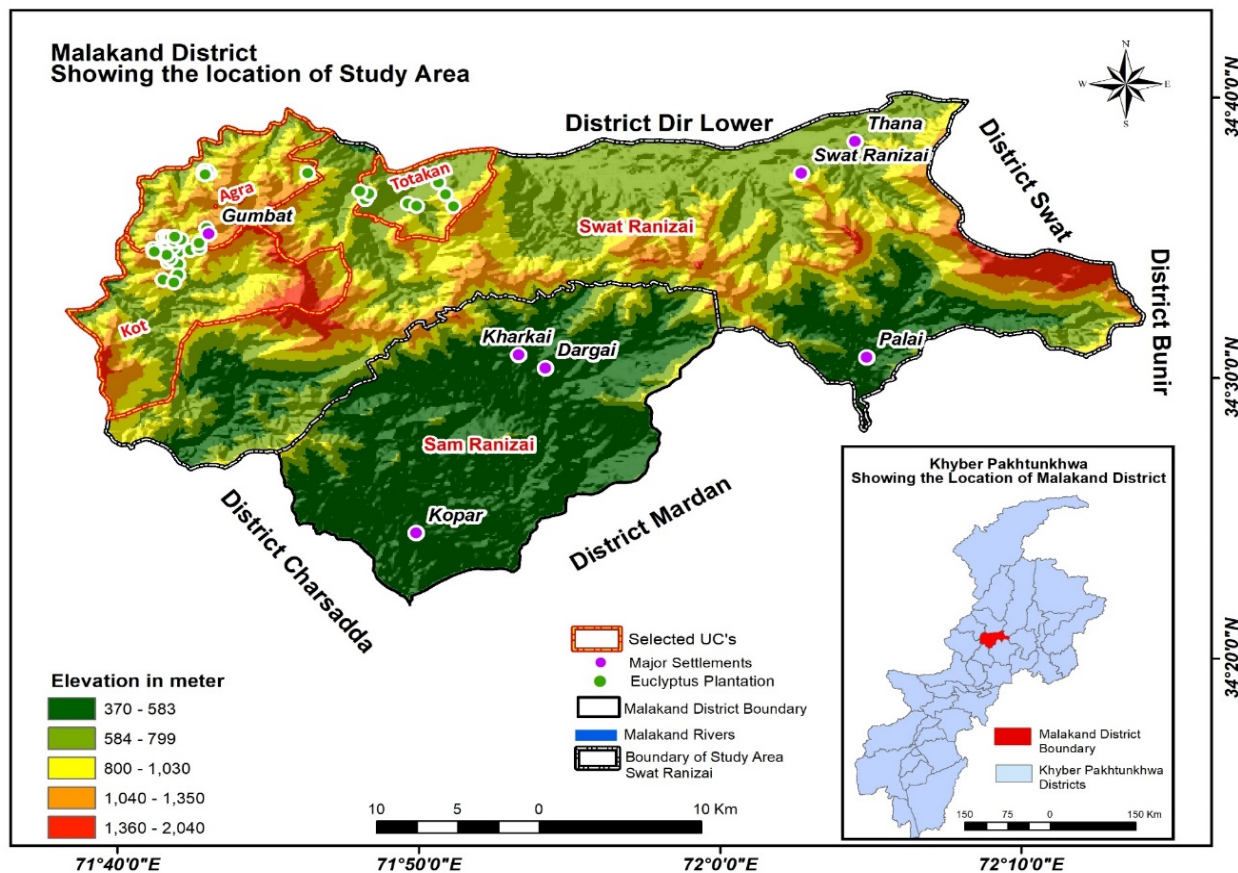 Malakand District
Showing the location of Study Area
N
W
E
S
District Dir Lower
Thana
Swat Ranizai
District Swat
Totakan
Agra
Gumbat
Swat Ranizai
District Bunir
Kot
Kharkai
Dargai
Palai
Sam Ranizai
Kopar
District Charsadda
District Mardan
Elevation in meter
370 - 583
584 - 799
800 - 1,030
1,040 - 1,350
1,360 - 2,040
Selected UC's
Major Settlements
Euclyptus Plantation
Malakand District Boundary
Malakand Rivers
Boundary of Study Area
Swat Ranizai
10 5 0 10 Km
Khyber Pakhtunkhwa
Showing the Location of Malakand District
Malakand District
Boundary
Khyber Pakhtunkhwa
Districts
150 75 0 150 Km
34°40'0"N
34°30'0"N
34°20'0"N
71°40'0"E
71°50'0"E
72°0'0"E
72°10'0"E